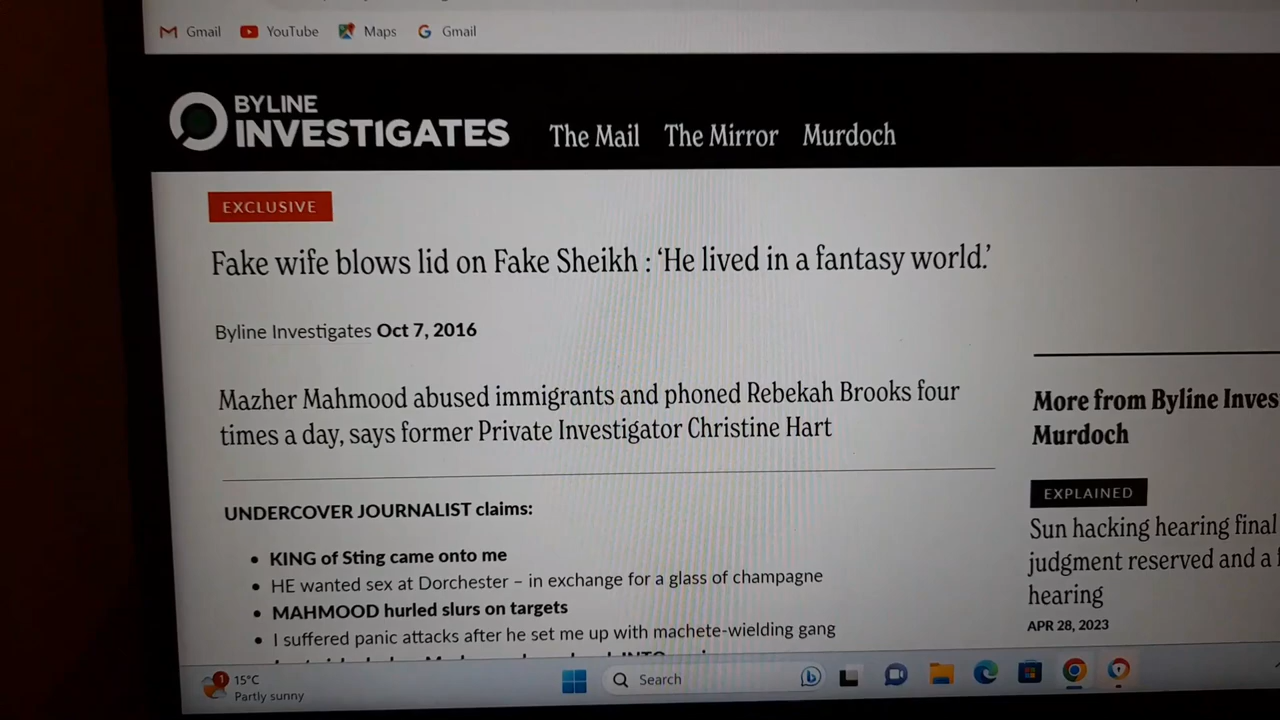 Gmail YouTube Maps Gmail
BYLINE
INVESTIGATES The Mail The Mirror Murdoch
EXCLUSIVE
Fake wife blows lid on Fake Sheikh : ‘He lived in a fantasy world.’
Byline Investigates Oct 7, 2016
Mazher Mahmood abused immigrants and phoned Rebekah Brooks four
times a day, says former Private Investigator Christine Hart
UNDERCOVER JOURNALIST claims:
• KING of Sting came onto me
• HE wanted sex at Dorchester – in exchange for a glass of champagne
• MAHMOOD hurled slurs on targets
• I suffered panic attacks after he set me up with machete-wielding gang
More from Byline Inves
Murdoch
EXPLAINED
Sun hacking hearing final
judgment reserved and a
hearing
APR 28, 2023
1 15°C
Partly sunny
Search